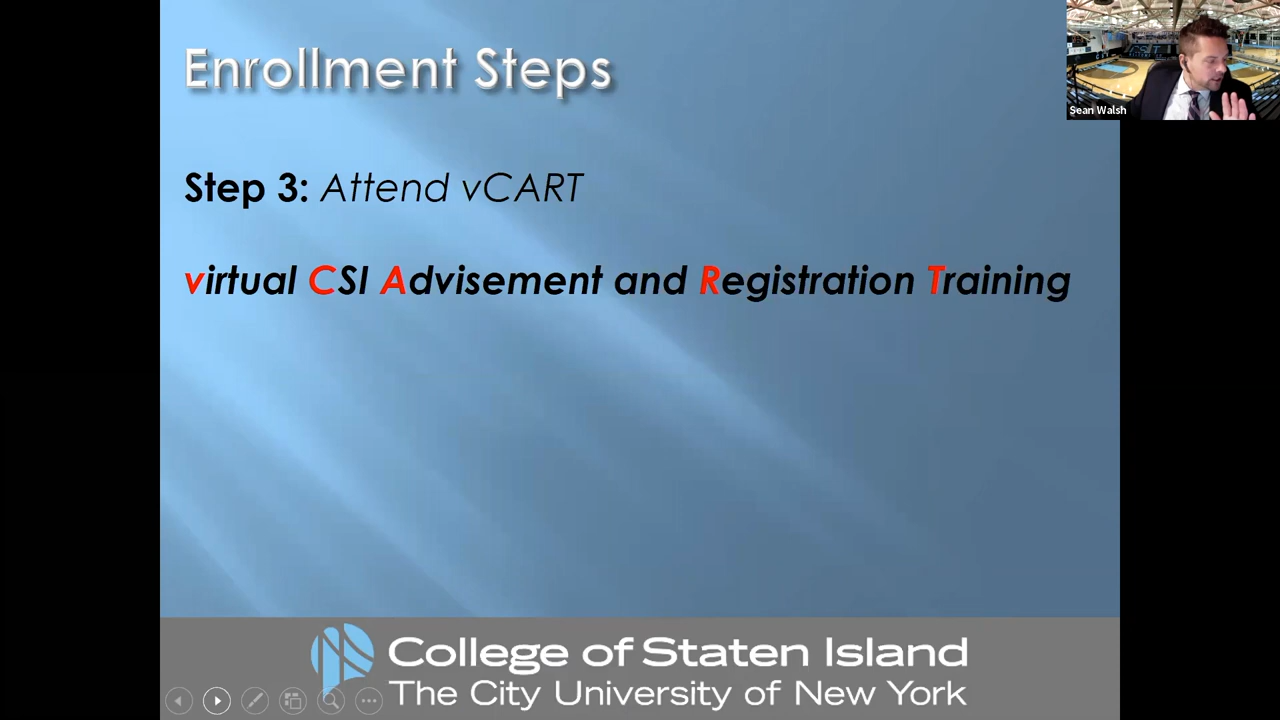 Enrollment Steps
Sean Walsh
Step 3: Attend vCART
virtual CSI Advisement and Registration Training
College of Staten Island
The City University of New York